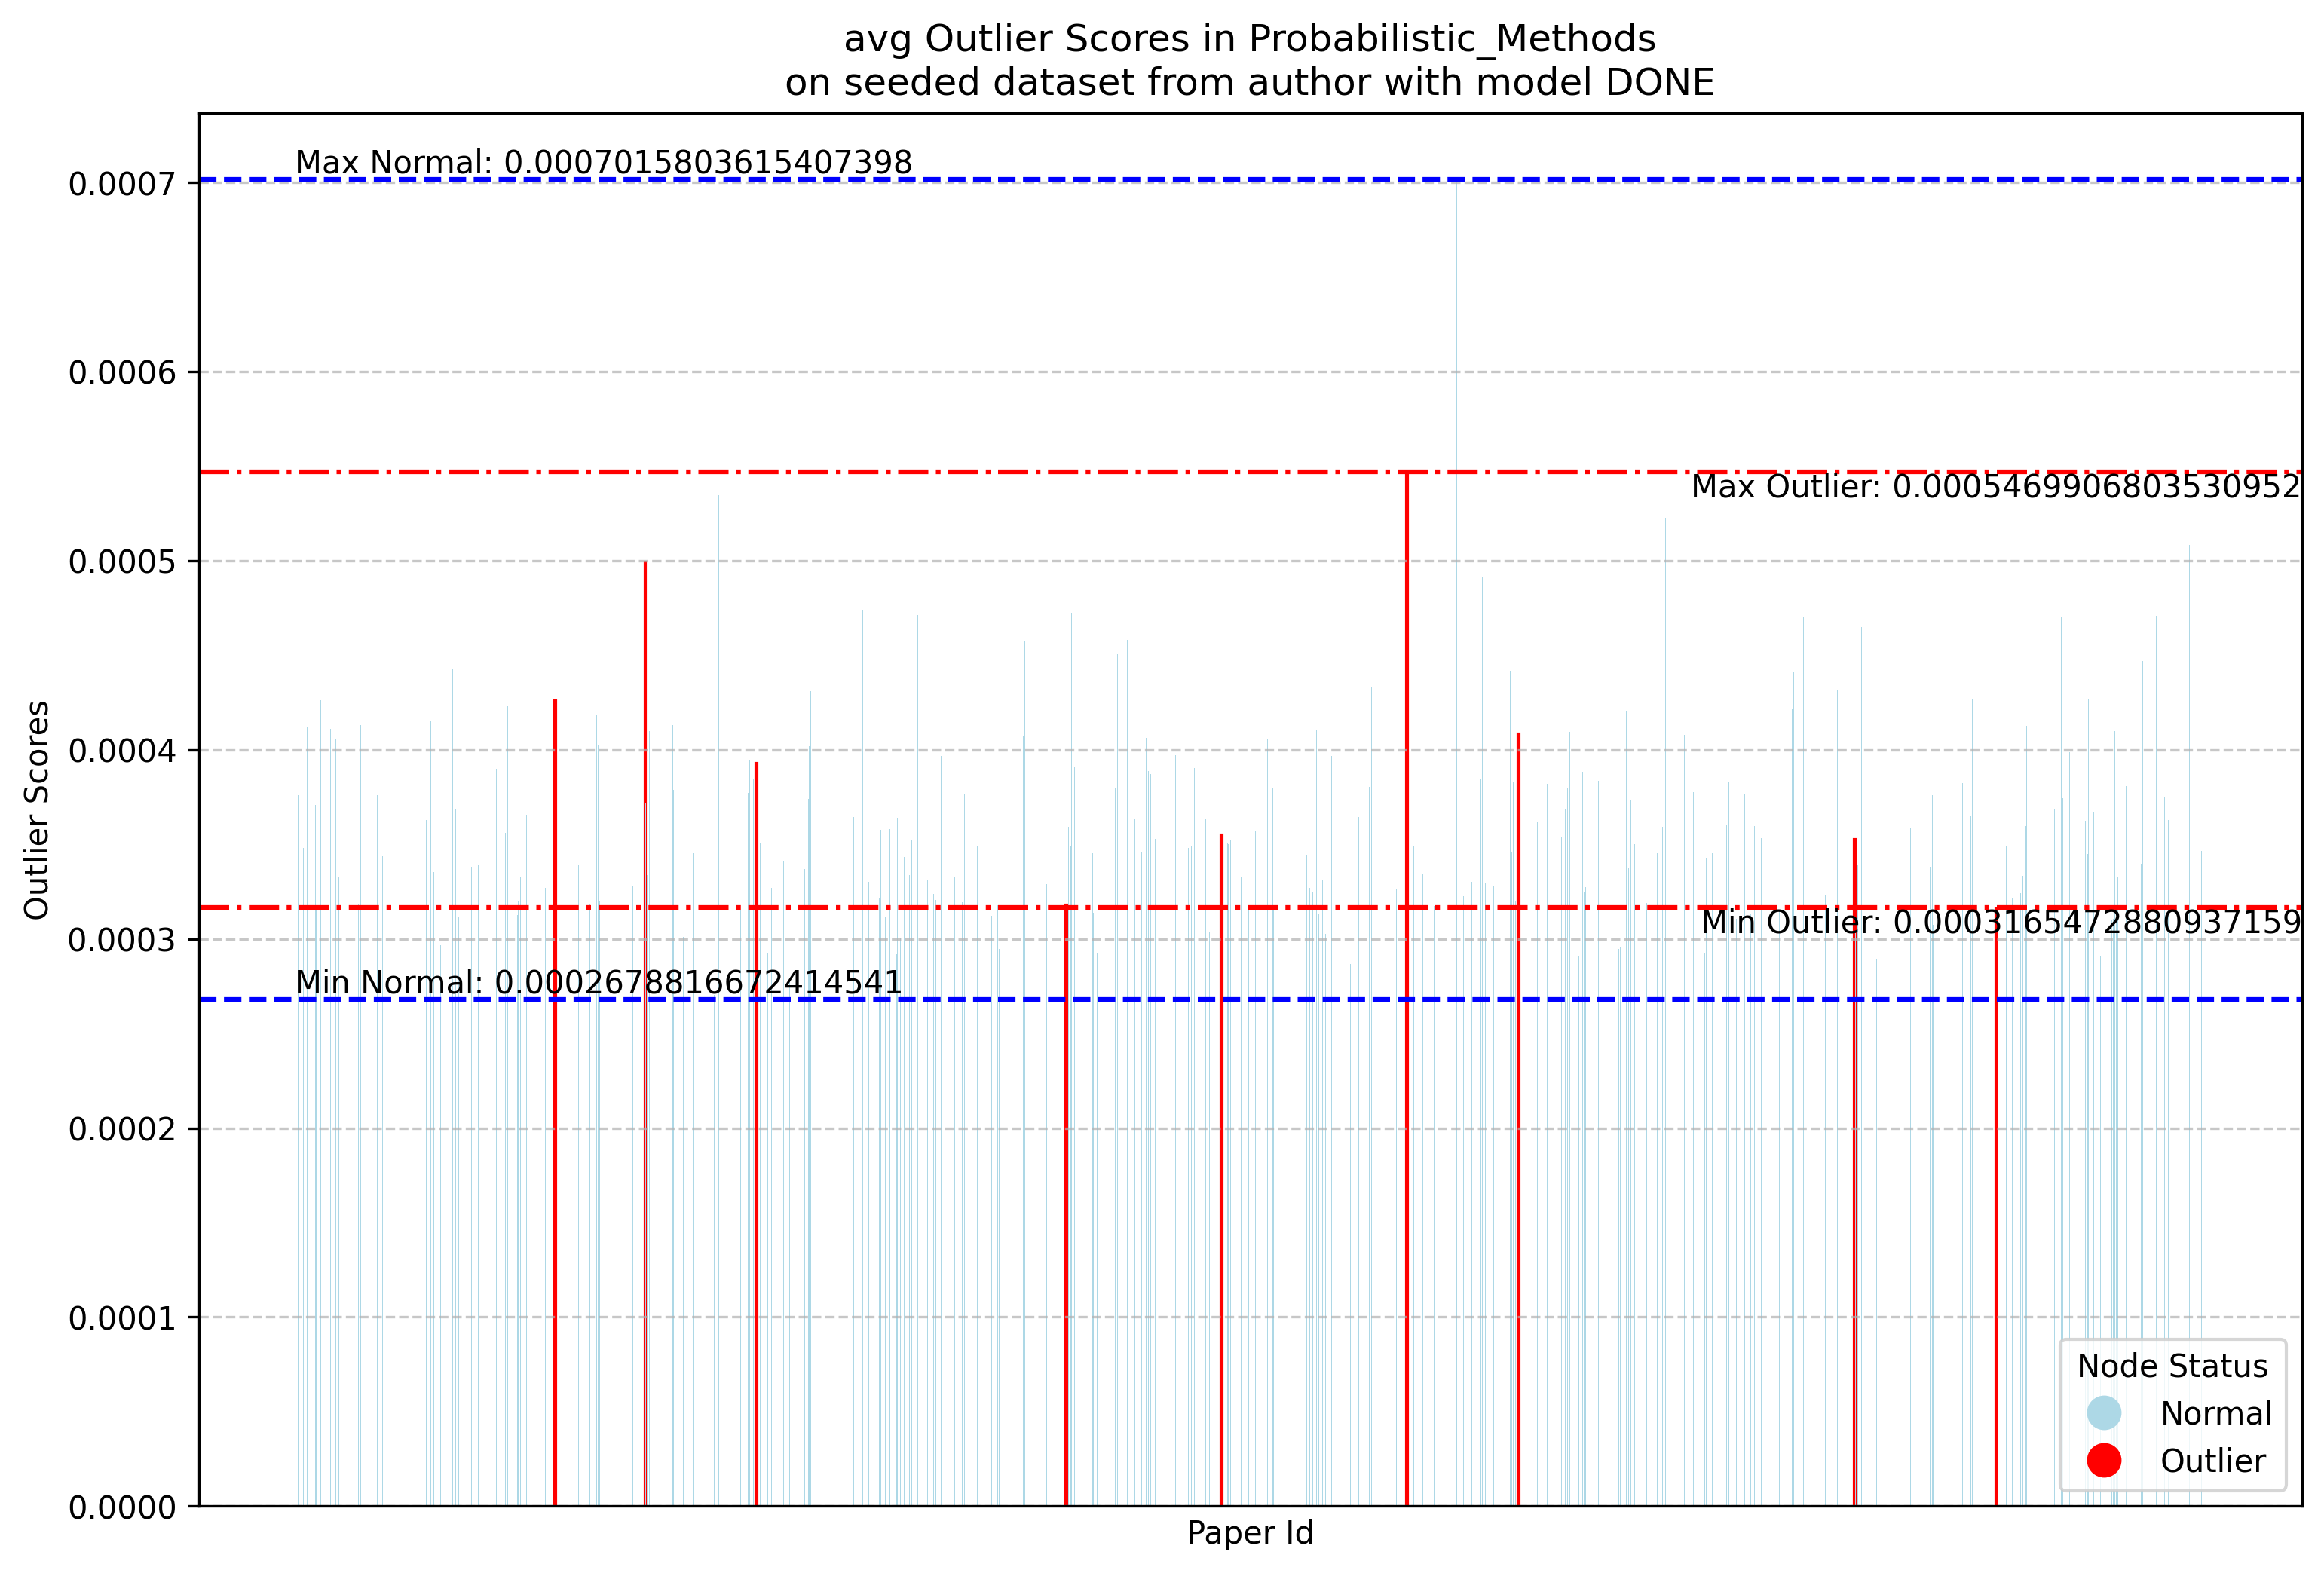 avg Outlier Scores in Probabilistic_Methods
on seeded dataset from author with model DONE
Max Normal: 0.0007015803615407398
0.0007
0.0006
Max Outlier: 0.0005469906803530952
0.0005
0.0004
Outlier Scores
Min Outlier: 0.0003165472880937159
0.0003
Min Normal: 0.0002678816672414541
0.0002
0.0001
0.0000
Node Status
Normal
Outlier
Paper Id